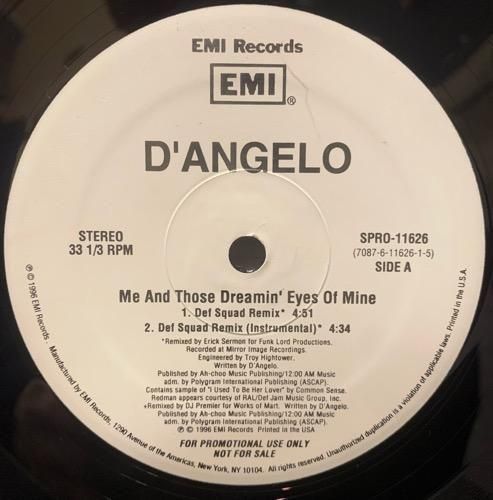 EMI Records
EMI ®
D'ANGELO
STEREO
33 1/3 RPM
SPRO-11626
(7087-6-11626-1-5)
SIDE A
Me And Those Dreamin' Eyes Of Mine
1. Def Squad Remix* 4:51
2. Def Squad Remix (Instrumental)* 4:34
*Remixed by Erick Sermon for Funk Lord Productions.
Recorded at Mirror Image Recordings.
Engineered by Troy Hightower.
Written by D'Angelo.
Published by Ah-choo Music Publishing/12:00 AM Music
adm. by Polygram International Publishing (ASCAP).
Contains sample of "I Used To Be Her Lover" by Common Sense.
Redman appears courtesy of RAL/Def Jam Music Group, Inc.
+Remixed by DJ Premier for Works of Mart. Written by D'Angelo.
Published by Ah-choo Music Publishing/12:00 AM Music
adm. by Polygram International Publishing (ASCAP).
℗ © 1996 EMI Records Printed in the USA
FOR PROMOTIONAL USE ONLY
NOT FOR SALE
℗ © 1996 EMI Records. Manufactured by EMI Records, 1290 Avenue of the Americas, New York, NY 10104. All rights reserved. Unauthorized duplication is a violation of applicable laws. Printed in U.S.A.